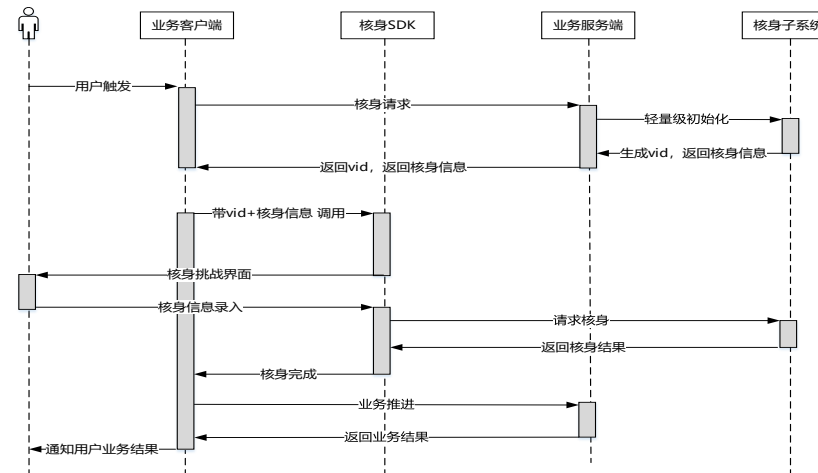 业务客户端
核身SDK
业务服务端
核身子系统
用户触发
核身请求
轻量级初始化
生成vid，返回核身信息
返回vid，返回核身信息
带vid+核身信息 调用
核身挑战界面
核身信息录入
请求核身
返回核身结果
核身完成
业务推进
返回业务结果
通知用户业务结果